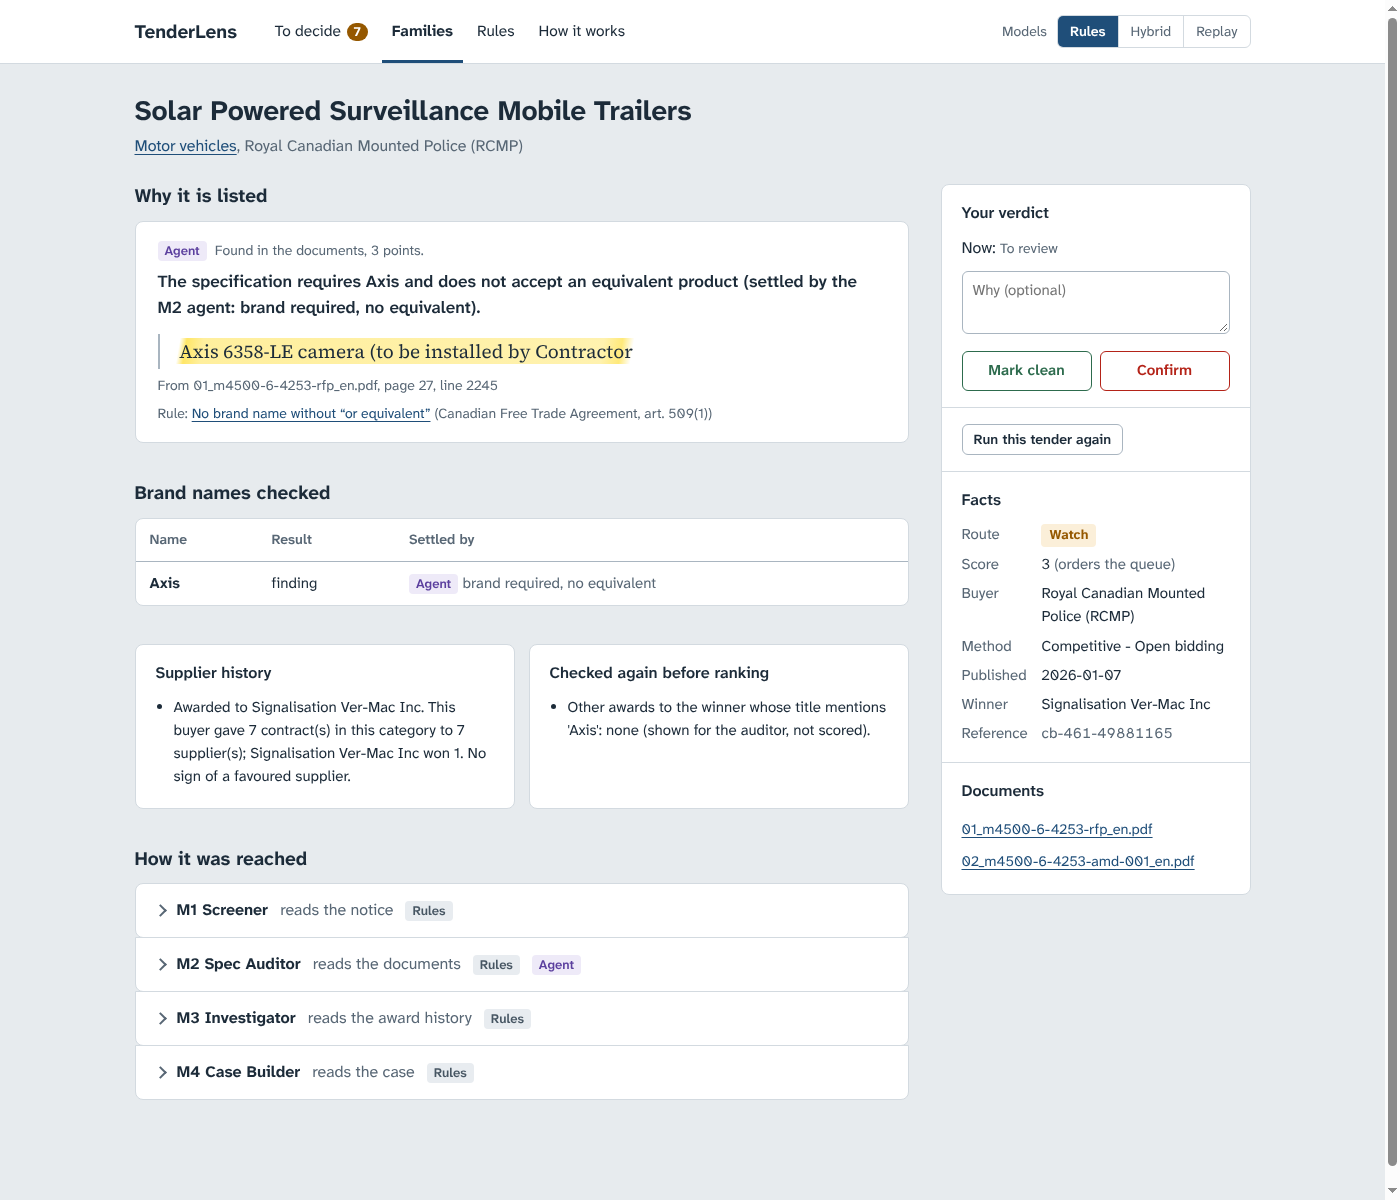 TenderLens
To decide 7
Families
Rules
How it works
Models
Rules
Hybrid
Replay
Solar Powered Surveillance Mobile Trailers
Motor vehicles, Royal Canadian Mounted Police (RCMP)
Why it is listed
Agent Found in the documents, 3 points.
The specification requires Axis and does not accept an equivalent product (settled by the
M2 agent: brand required, no equivalent).
Axis 6358-LE camera (to be installed by Contractor
From 01_m4500-6-4253-rfp_en.pdf, page 27, line 2245
Rule: No brand name without “or equivalent” (Canadian Free Trade Agreement, art. 509(1))
Brand names checked
Name Result Settled by
Axis finding Agent brand required, no equivalent
Supplier history
• Awarded to Signalisation Ver-Mac Inc. This
buyer gave 7 contract(s) in this category to 7
supplier(s); Signalisation Ver-Mac Inc won 1. No
sign of a favoured supplier.
Checked again before ranking
• Other awards to the winner whose title mentions
'Axis': none (shown for the auditor, not scored).
How it was reached
M1 Screener reads the notice Rules
M2 Spec Auditor reads the documents Rules Agent
M3 Investigator reads the award history Rules
M4 Case Builder reads the case Rules
Your verdict
Now: To review
Why (optional)
Mark clean
Confirm
Run this tender again
Facts
Route Watch
Score 3 (orders the queue)
Buyer Royal Canadian Mounted
Police (RCMP)
Method Competitive - Open bidding
Published 2026-01-07
Winner Signalisation Ver-Mac Inc
Reference cb-461-49881165
Documents
01_m4500-6-4253-rfp_en.pdf
02_m4500-6-4253-amd-001_en.pdf